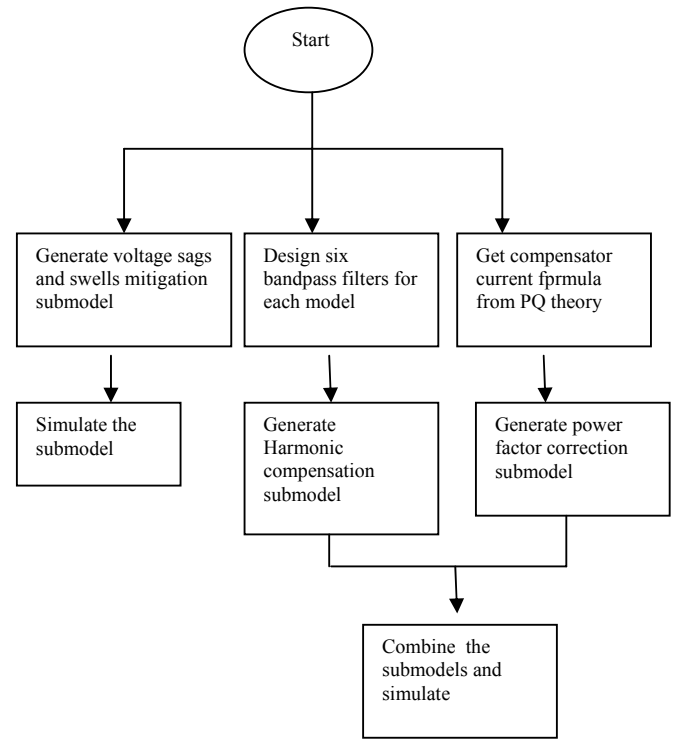 Start
Generate voltage sags
and swells mitigation
submodel
Design six
bandpass filters for
each model
Get compensator
current fprmula
from PQ theory
Simulate the
submodel
Generate
Harmonic
compensation
submodel
Generate power
factor correction
submodel
Combine the
submodels and
simulate